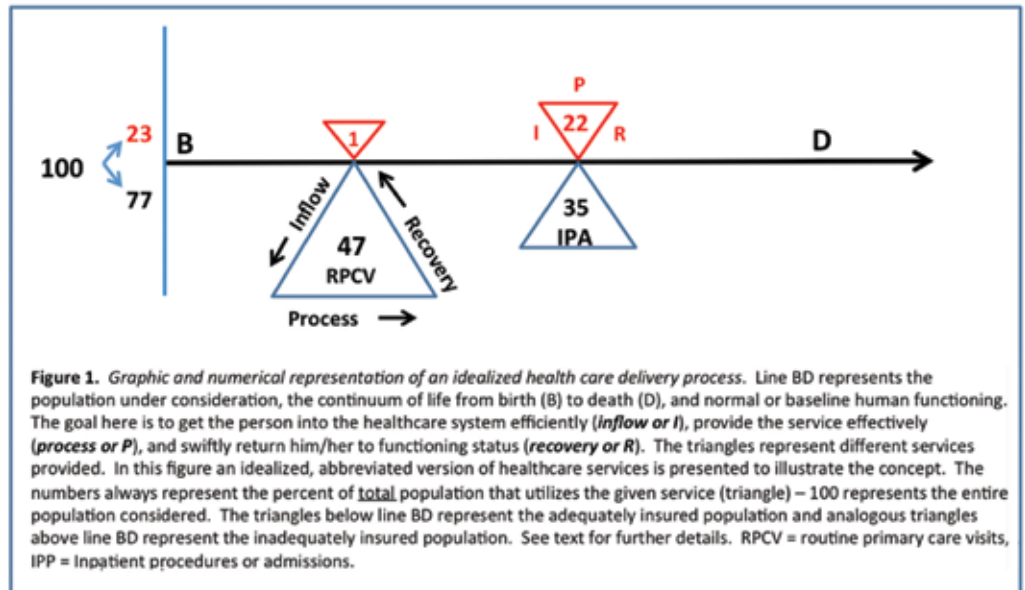 P
1
I
22
R
23
B
D
100
77
Inflow
Recovery
35
IPA
47
RPCV
Process
Figure 1. Graphic and numerical representation of an idealized health care delivery process. Line BD represents the
population under consideration, the continuum of life from birth (B) to death (D), and normal or baseline human functioning.
The goal here is to get the person into the healthcare system efficiently (inflow or I), provide the service effectively
(process or P), and swiftly return him/her to functioning status (recovery or R). The triangles represent different services
provided. In this figure an idealized, abbreviated version of healthcare services is presented to illustrate the concept. The
numbers always represent the percent of total population that utilizes the given service (triangle) – 100 represents the entire
population considered. The triangles below line BD represent the adequately insured population and analogous triangles
above line BD represent the inadequately insured population. See text for further details. RPCV = routine primary care visits,
IPP = Inpatient procedures or admissions.